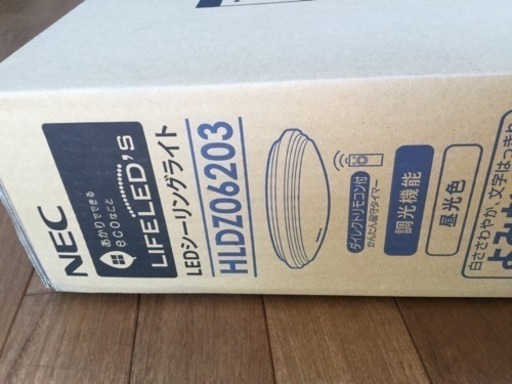 NEC
あかりでできる
ecoなこと
LIFELED'S
LEDシーリングライト
HLDZ06203
ダイレクトリモコン付
かんたん留守タイマー
調光機能
昼光色
白ささわやか、文字はっきり
よみか